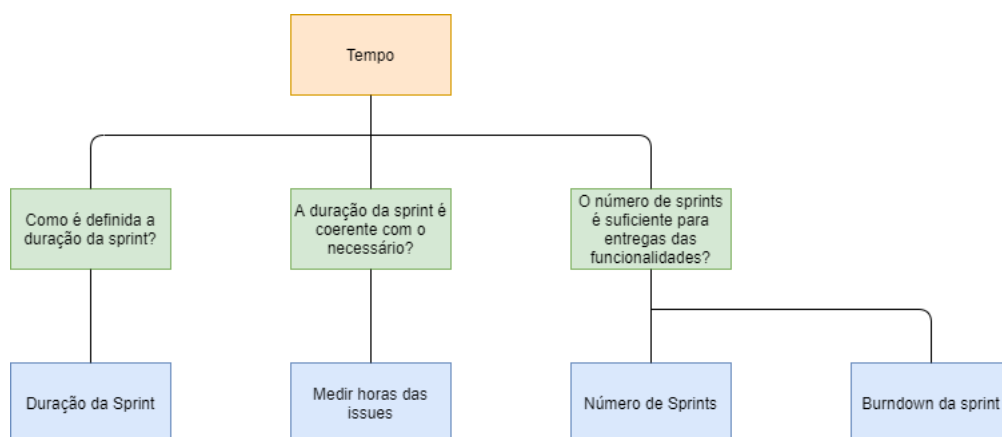 Tempo
Como é definida a
duração da sprint?
A duração da sprint é
coerente com o
necessário?
O número de sprints
é suficiente para
entregas das
funcionalidades?
Duração da Sprint
Medir horas das
issues
Número de Sprints
Burndown da sprint